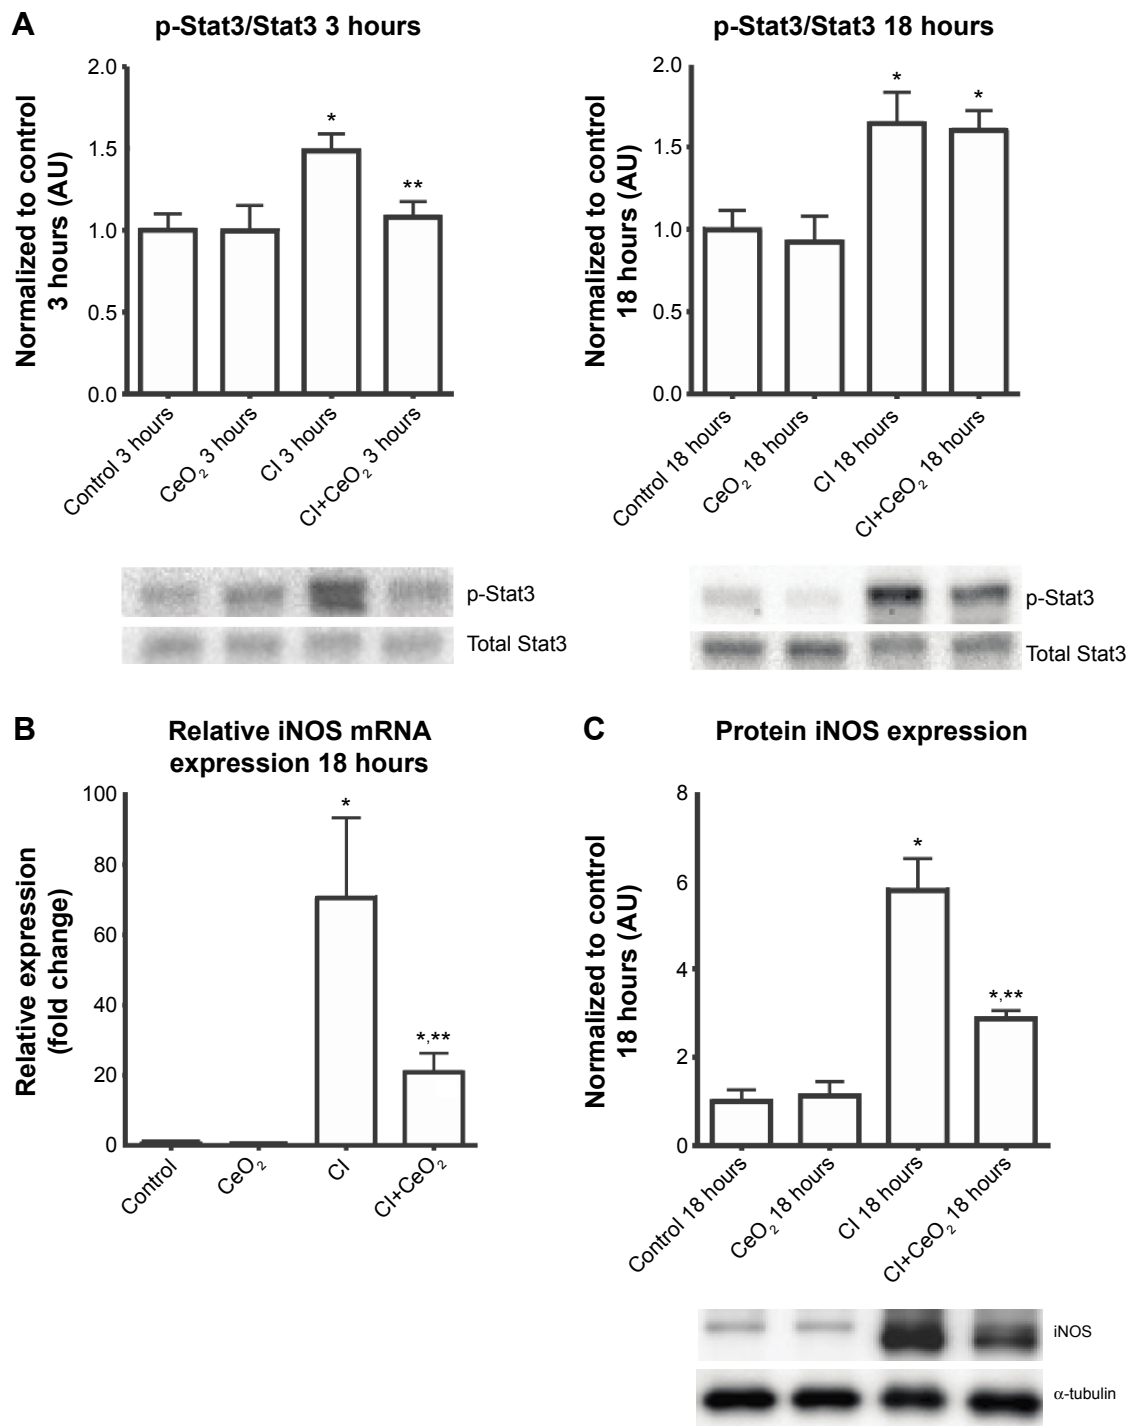 A
p-Stat3/Stat3 3 hours
Normalized to control
3 hours (AU)
2.0
1.5
1.0
0.5
0.0
*
**
Control 3 hours
CeO₂ 3 hours
CI 3 hours
CI+CeO₂ 3 hours
p-Stat3
Total Stat3
p-Stat3/Stat3 18 hours
Normalized to control
18 hours (AU)
2.0
1.5
1.0
0.5
0.0
*
*
Control 18 hours
CeO₂ 18 hours
CI 18 hours
CI+CeO₂ 18 hours
p-Stat3
Total Stat3
B
Relative iNOS mRNA
expression 18 hours
Relative expression
(fold change)
100
80
60
40
20
0
*
*,**
Control
CeO₂
CI
CI+CeO₂
C
Protein iNOS expression
Normalized to control
18 hours (AU)
8
6
4
2
0
*
*,**
Control 18 hours
CeO₂ 18 hours
CI 18 hours
CI+CeO₂ 18 hours
iNOS
α-tubulin